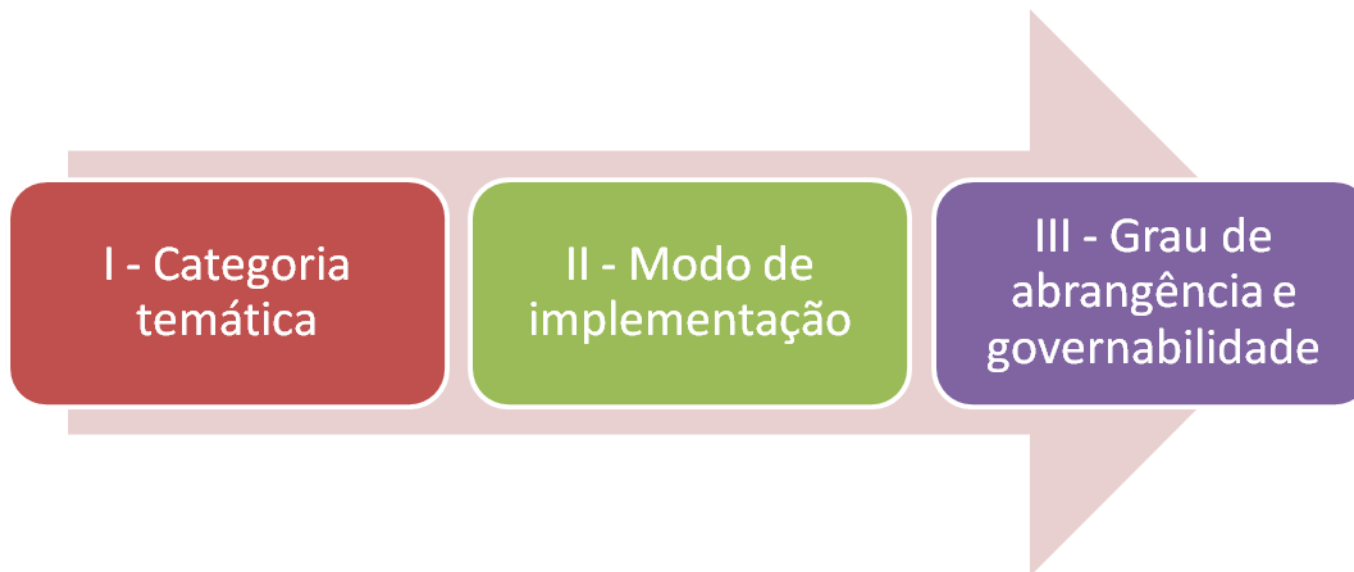 I - Categoria
temática
II - Modo de
implementação
III - Grau de
abrangência e
governabilidade